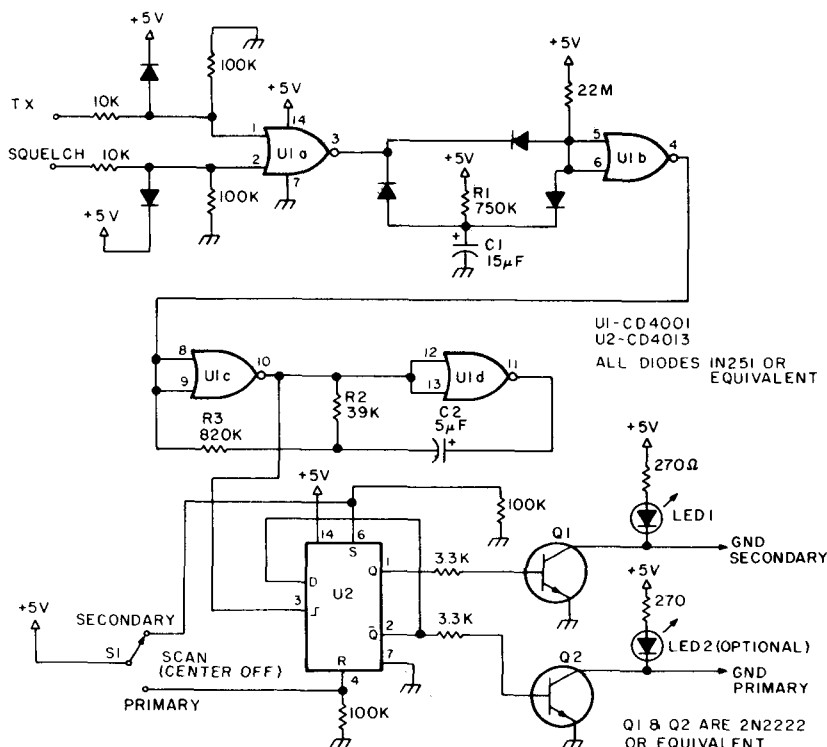 +5V
100K
+5V
+5V
TX
10K
14
22M
1
3
5
4
U1a
U1b
SQUELCH
10K
2
+5V
6
7
R1
750K
100K
+5V
+
C1
15µF
U1-CD4001
U2-CD4013
ALL DIODES IN251 OR
EQUIVALENT
8
10
12
11
U1c
U1d
9
13
R2
39K
C2
5µF
+
R3
820K
+5V
+5V
270Ω
100K
LED1
14
6
S
Q1
GND
SECONDARY
D
Q
1
3.3K
U2
+5V
3
3.3K
270
+5V
SECONDARY
Q̅
2
LED2 (OPTIONAL)
S1
SCAN
(CENTER OFF)
7
R
Q2
GND
PRIMARY
4
PRIMARY
100K
Q1 & Q2 ARE 2N2222
OR EQUIVALENT